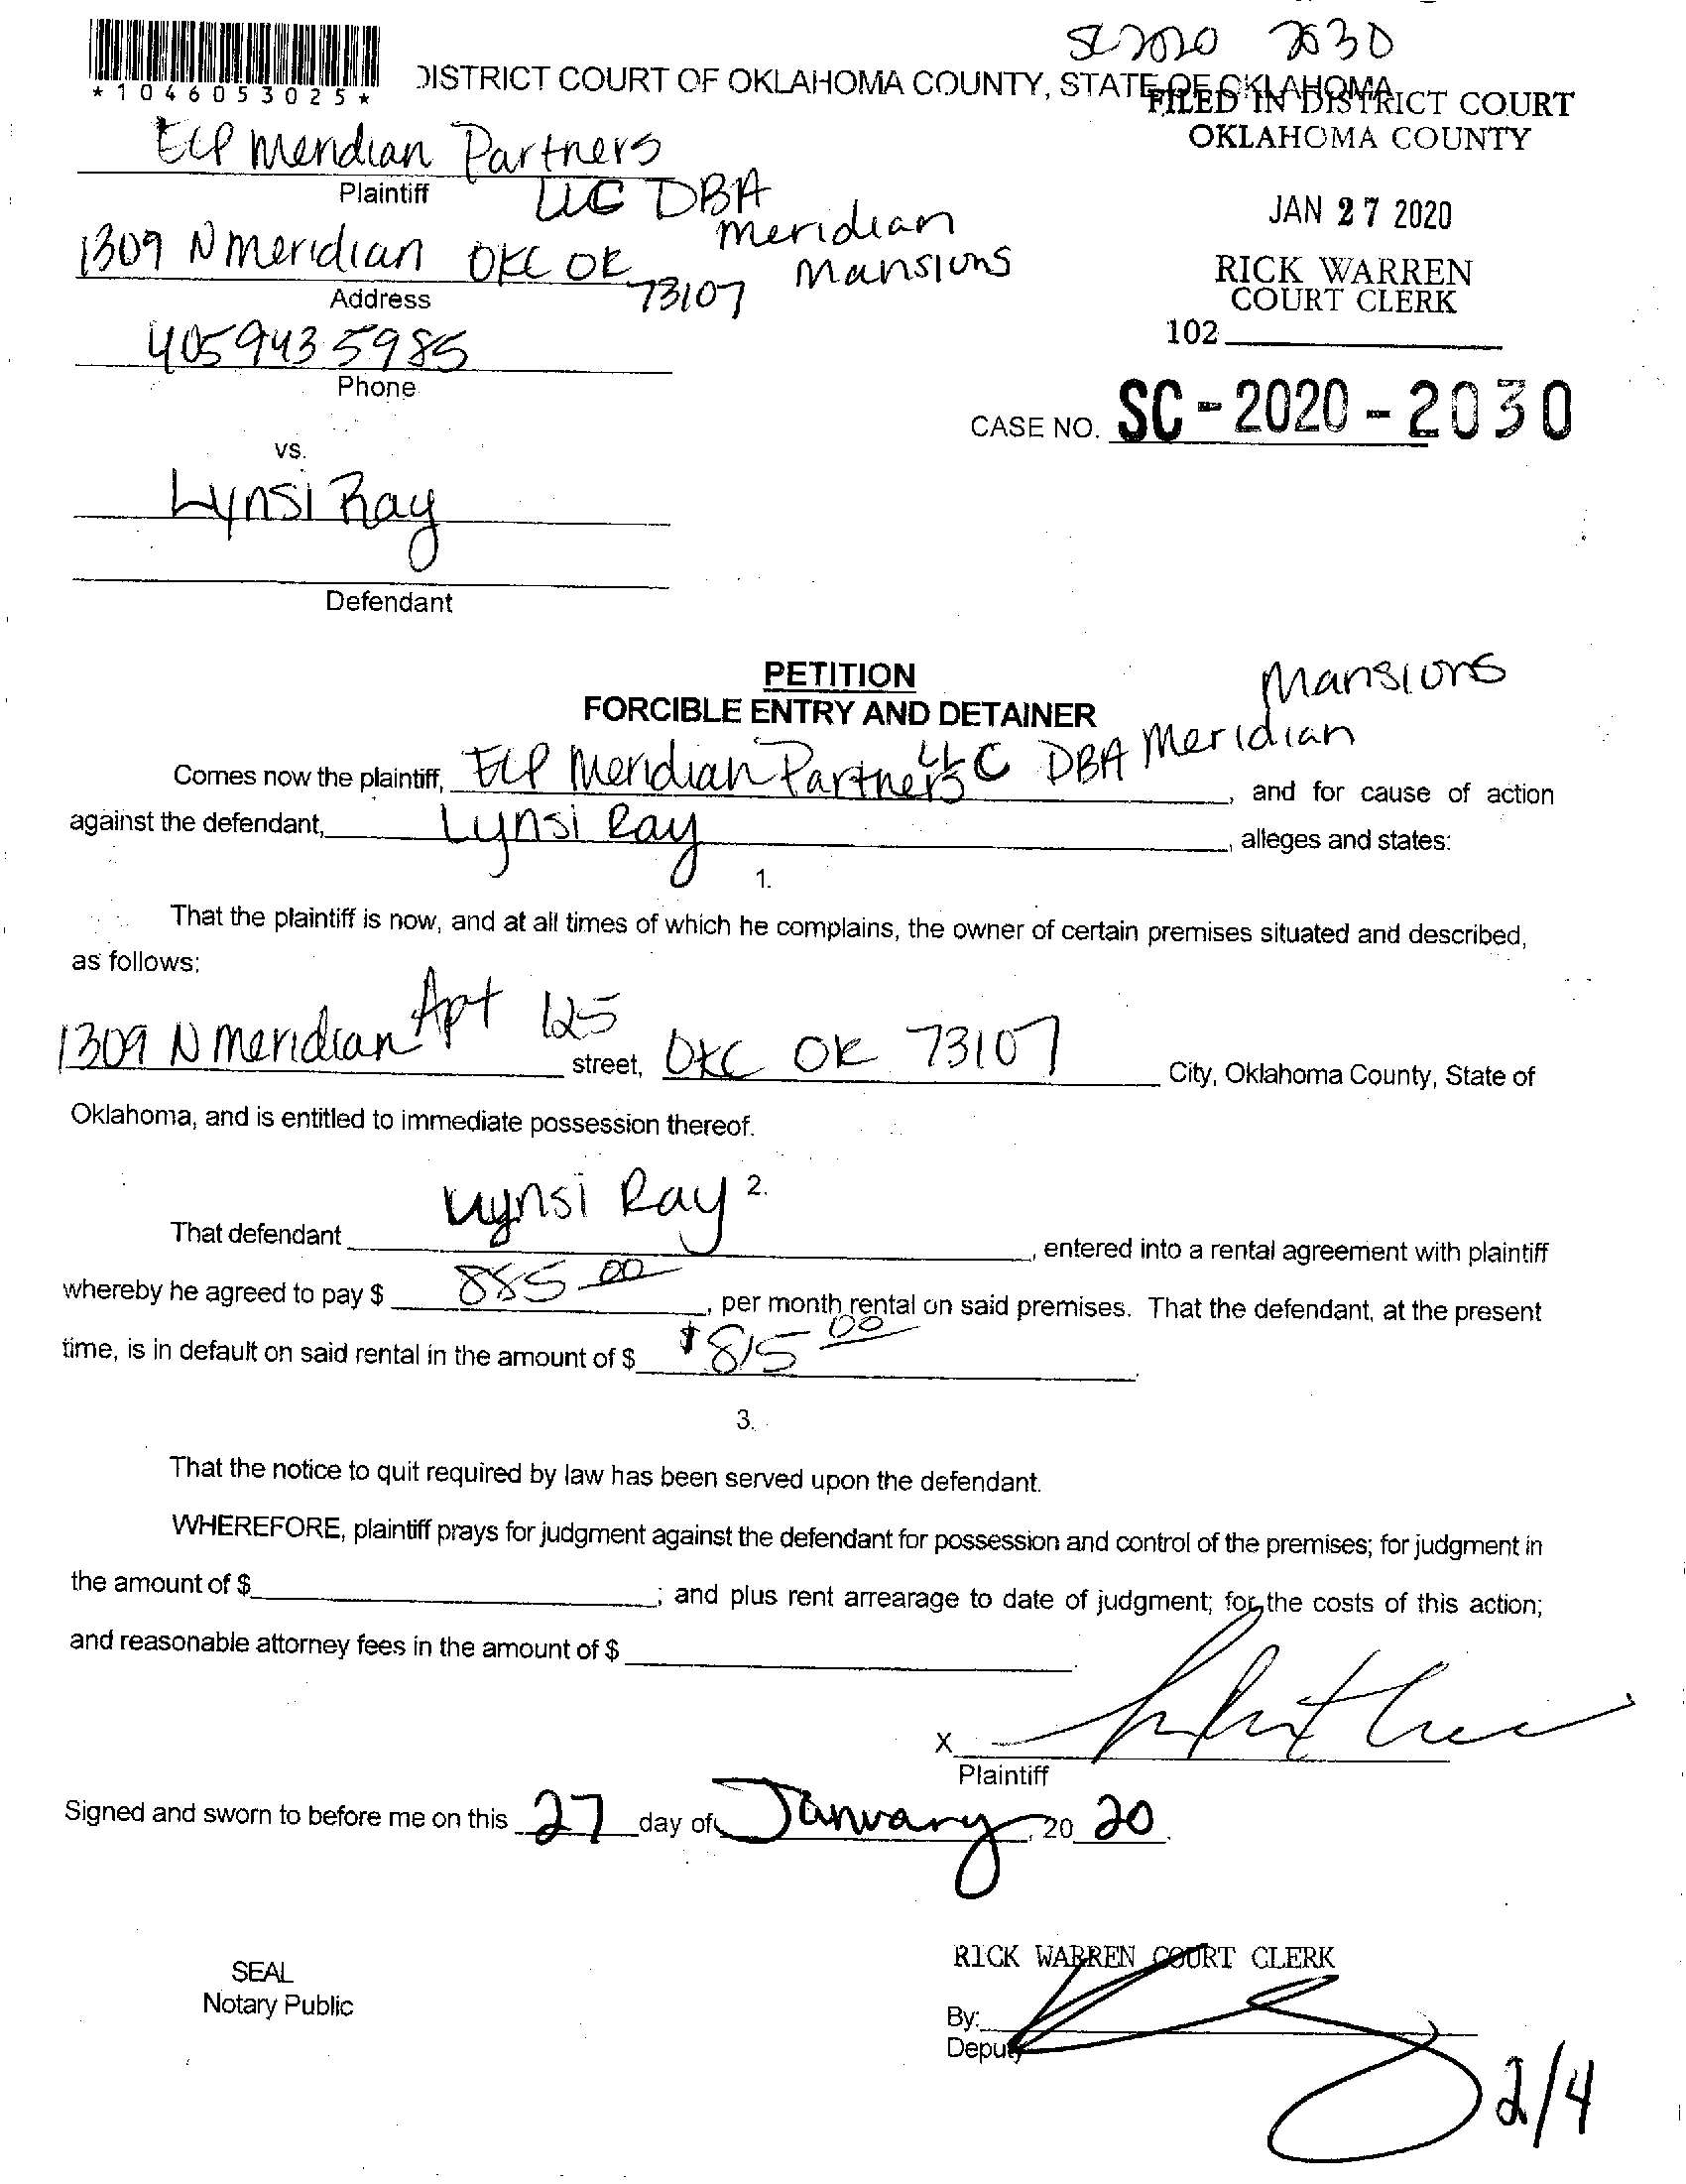 SC 2020 2030
*1046053025*
DISTRICT COURT OF OKLAHOMA COUNTY, STATE OF OKLAHOMA
FILED IN DISTRICT COURT
OKLAHOMA COUNTY
JAN 27 2020
RICK WARREN
COURT CLERK
102
ECP Meridian Partners
Plaintiff
LLC DBA
Meridian
Mansions
1309 N Meridian OKC OK
73107
Address
405 943 5985
Phone
CASE NO. SC-2020-2030
vs.
Lynsi Ray
Defendant
PETITION
FORCIBLE ENTRY AND DETAINER
Mansions
Comes now the plaintiff, ECP Meridian Partners LLC DBA Meridian, and for cause of action
against the defendant, Lynsi Ray, alleges and states:
1.
That the plaintiff is now, and at all times of which he complains, the owner of certain premises situated and described,
as follows:
1309 N Meridian Apt 125 street, OKC OK 73107 City, Oklahoma County, State of
Oklahoma, and is entitled to immediate possession thereof.
2.
That defendant Lynsi Ray, entered into a rental agreement with plaintiff
whereby he agreed to pay $ 885 00, per month rental on said premises. That the defendant, at the present
time, is in default on said rental in the amount of $ $815 00.
3.
That the notice to quit required by law has been served upon the defendant.
WHEREFORE, plaintiff prays for judgment against the defendant for possession and control of the premises; for judgment in
the amount of $; and plus rent arrearage to date of judgment; for the costs of this action;
and reasonable attorney fees in the amount of $.
X
Plaintiff
Signed and sworn to before me on this 27 day of January, 20 20.
RICK WARREN COURT CLERK
SEAL
Notary Public
By:
Deputy
2/4